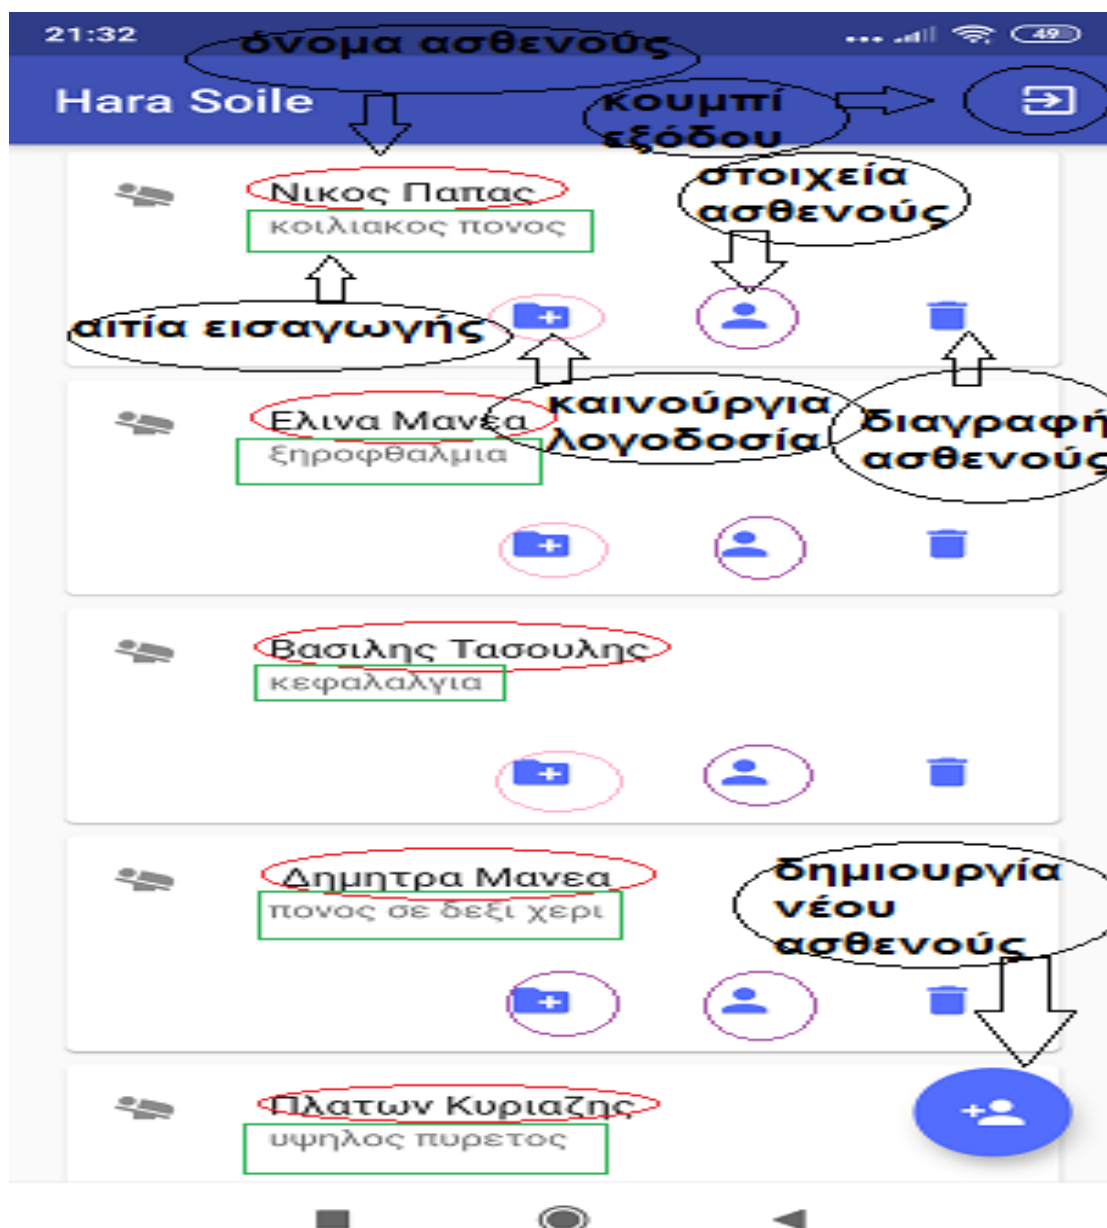 21:32
49
όνομα ασθενούς
Hara Soile
κουμπί
εξόδου
στοιχεία
ασθενούς
Νικος Παπας
κοιλιακος πονος
αιτία εισαγωγής
καινούργια
λογοδοσία
διαγραφή
ασθενούς
Ελινα Μανεα
ξηροφθαλμια
Βασιλης Τασουλης
κεφαλαλγια
Δημητρα Μανεα
πονος σε δεξι χερι
δημιουργία
νέου
ασθενούς
Πλατων Κυριαζης
υψηλος πυρετος